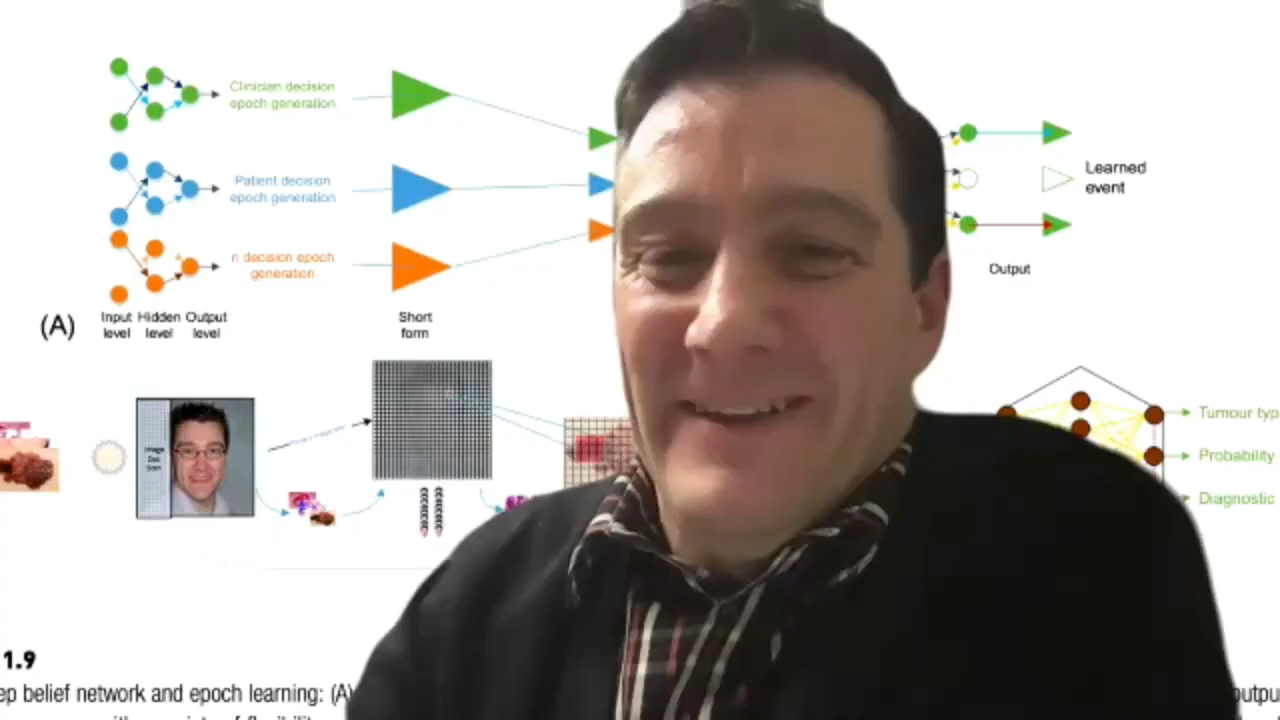 Clinician decision
epoch generation
Patient decision
epoch generation
n decision epoch
generation
Learned
event
Output
(A)
Input
level
Hidden
level
Output
level
Short
form
Tumour typ
Probability
Diagnostic
1.9
ep belief network and epoch learning: (A)
outpu